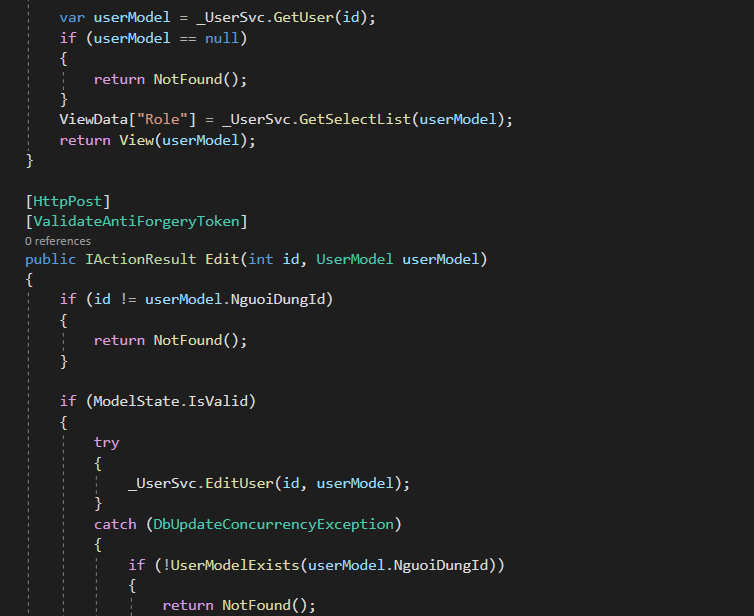 var userModel = _UserSvc.GetUser(id);
if (userModel == null)
{
return NotFound();
}
ViewData["Role"] = _UserSvc.GetSelectList(userModel);
return View(userModel);
}
[HttpPost]
[ValidateAntiForgeryToken]
0 references
public IActionResult Edit(int id, UserModel userModel)
{
if (id != userModel.NguoiDungId)
{
return NotFound();
}
if (ModelState.IsValid)
{
try
{
_UserSvc.EditUser(id, userModel);
}
catch (DbUpdateConcurrencyException)
{
if (!UserModelExists(userModel.NguoiDungId))
{
return NotFound();